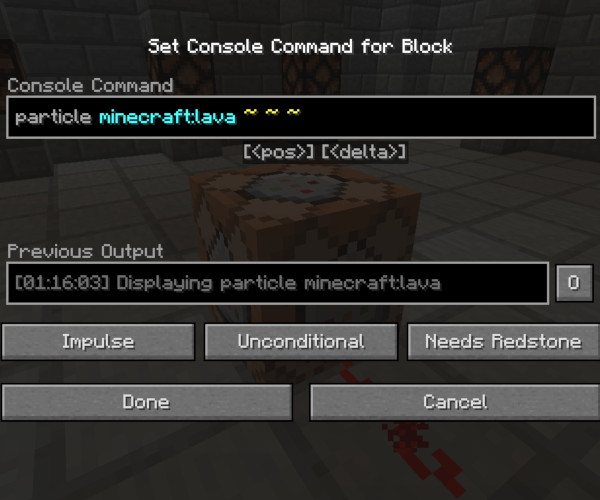 Set Console Command for Block
Console Command
particle minecraft:lava ~ ~ ~
[<pos>] [<delta>]
Previous Output
[01:16:03] Displaying particle minecraft:lava
O
Impulse
Unconditional
Needs Redstone
Done
Cancel